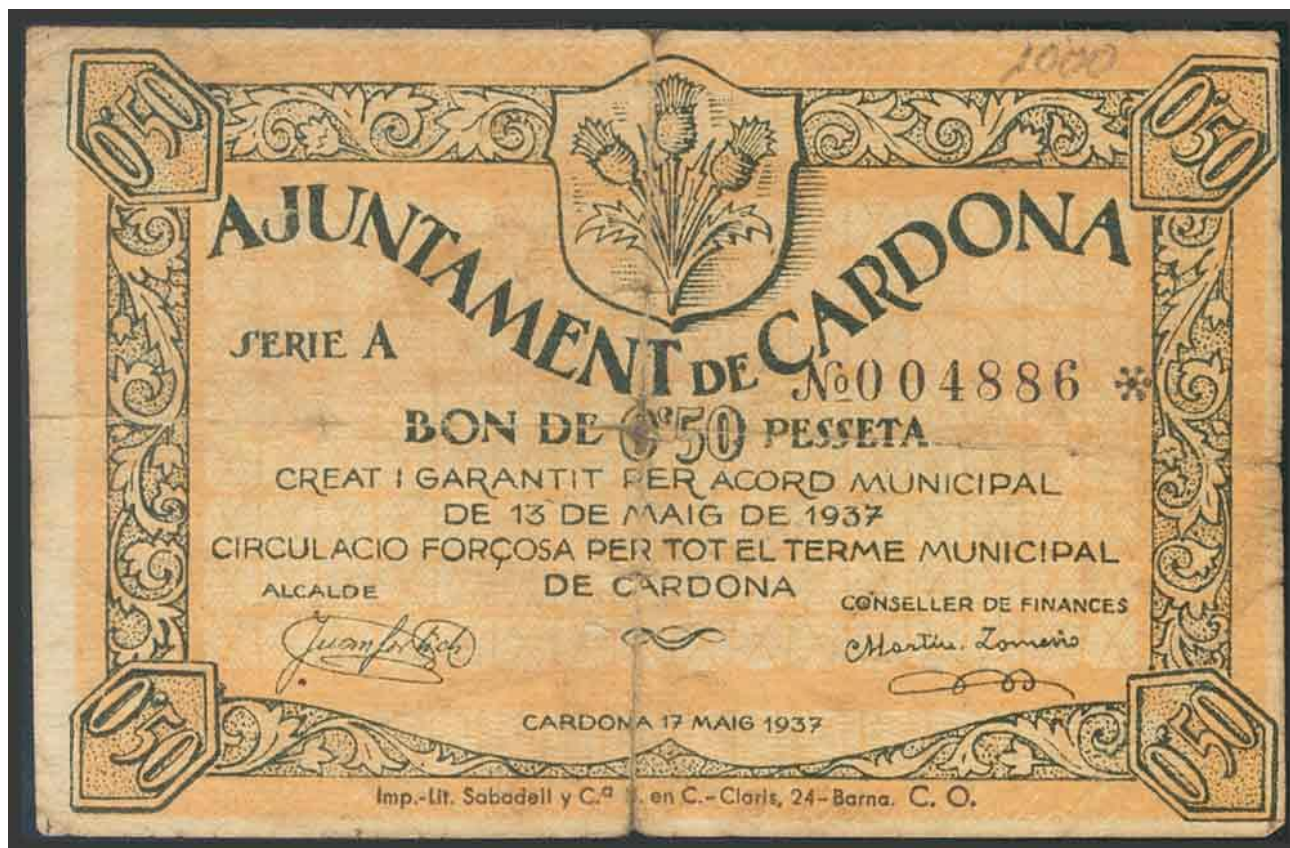 1000
0'50 0'50
AJUNTAMENT DE CARDONA
SERIE A
Nº 004886 *
BON DE 0'50 PESSETA
CREAT I GARANTIT PER ACORD MUNICIPAL
DE 13 DE MAIG DE 1937
CIRCULACIO FORÇOSA PER TOT EL TERME MUNICIPAL
DE CARDONA
ALCALDE
CONSELLER DE FINANCES
Martin
CARDONA 17 MAIG 1937
0'50 0'50
Imp.-Lit. Sabadell y C.ª en C.-Claris, 24-Barna. C. O.